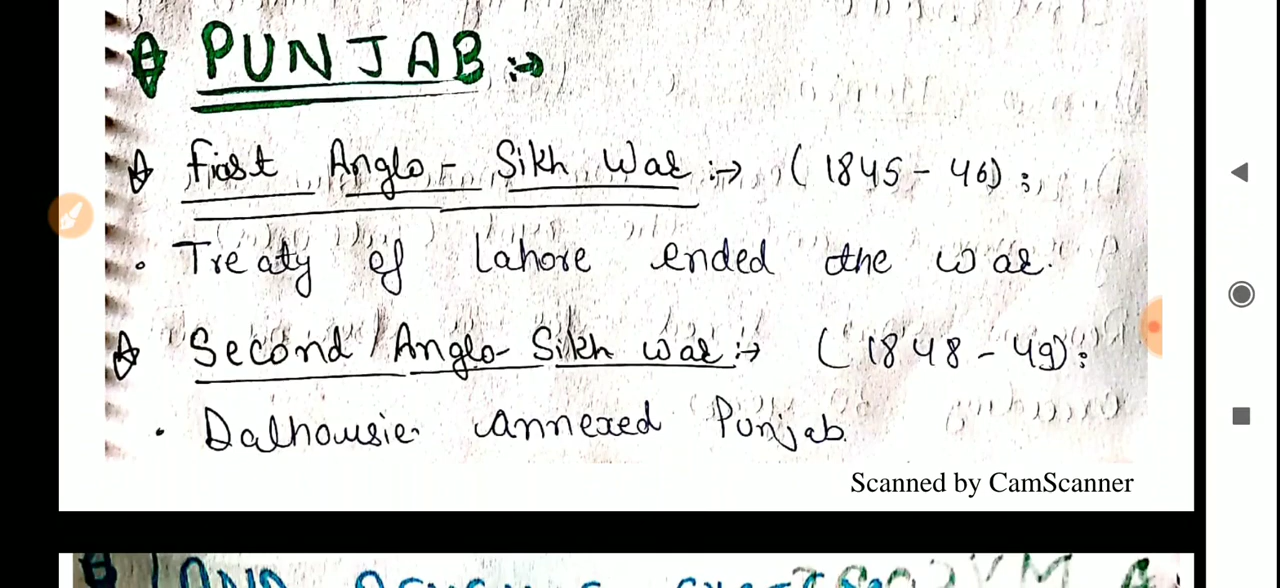 PUNJAB :→
First Anglo - Sikh War :→ (1845 - 46) :
• Treaty of Lahore ended the war.
Second Anglo - Sikh war :→ (1848 - 49) :
• Dalhousie annexed Punjab.
Scanned by CamScanner